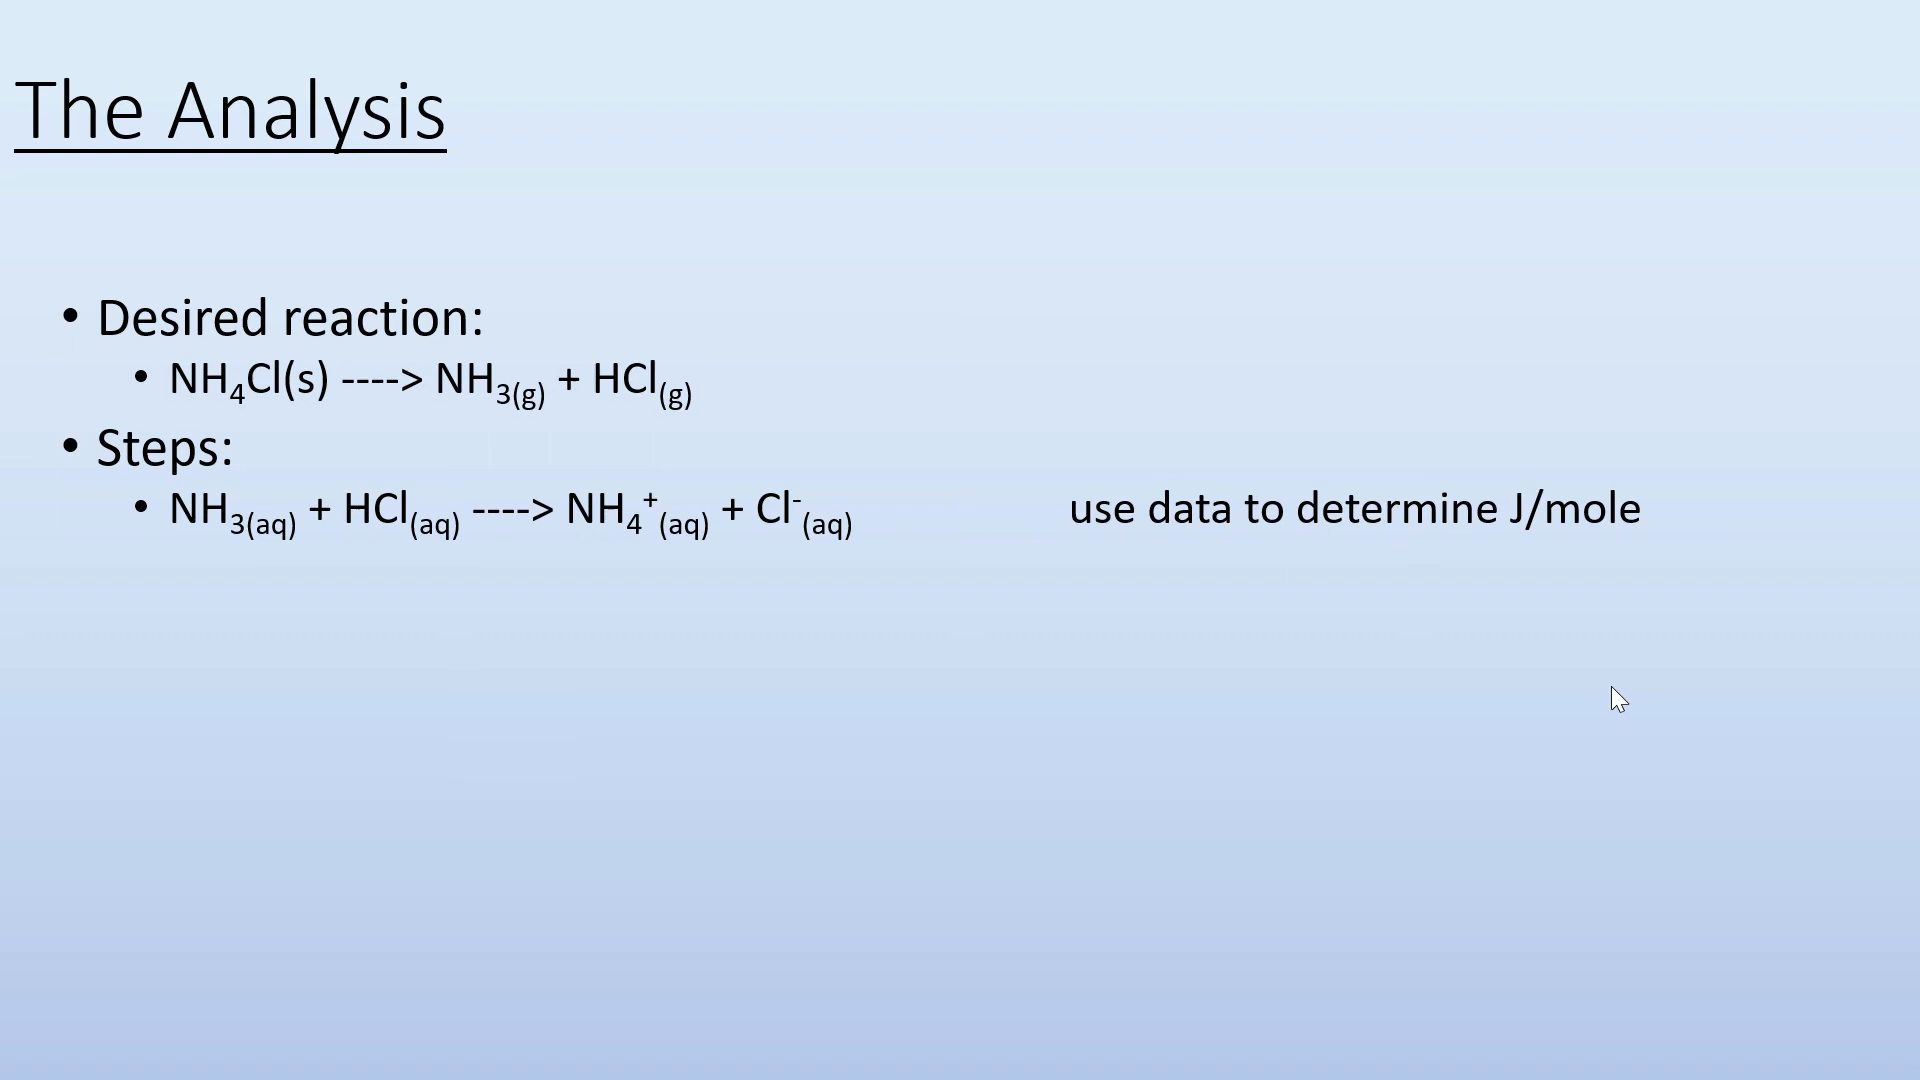 The Analysis
• Desired reaction:
• NH₄Cl(s) ----> NH₃₍g₎ + HCl₍g₎
• Steps:
• NH₃₍aq₎ + HCl₍aq₎ ----> NH₄⁺₍aq₎ + Cl⁻₍aq₎ use data to determine J/mole